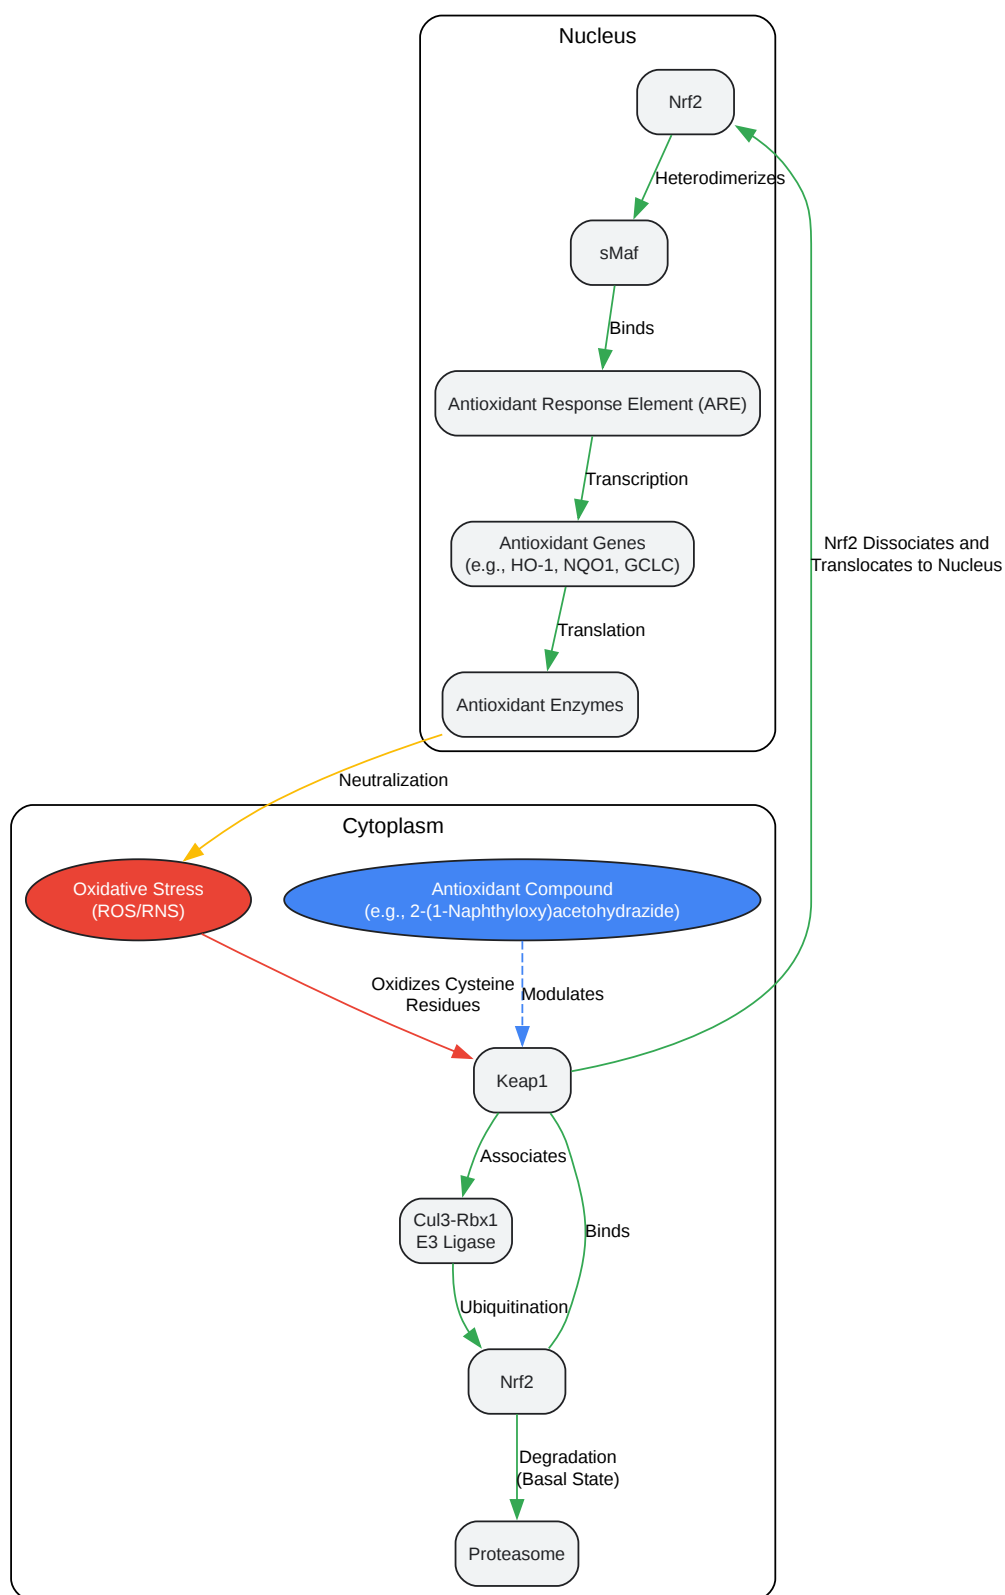 Nucleus
Nrf2
Heterodimerizes
sMaf
Binds
Antioxidant Response Element (ARE)
Transcription
Antioxidant Genes
(e.g., HO-1, NQO1, GCLC)
Nrf2 Dissociates and
Translocates to Nucleus
Translation
Antioxidant Enzymes
Neutralization
Cytoplasm
Oxidative Stress
(ROS/RNS)
Antioxidant Compound
(e.g., 2-(1-Naphthyloxy)acetohydrazide)
Oxidizes Cysteine
Residues
Modulates
Keap1
Associates
Cul3-Rbx1
E3 Ligase
Binds
Ubiquitination
Nrf2
Degradation
(Basal State)
Proteasome